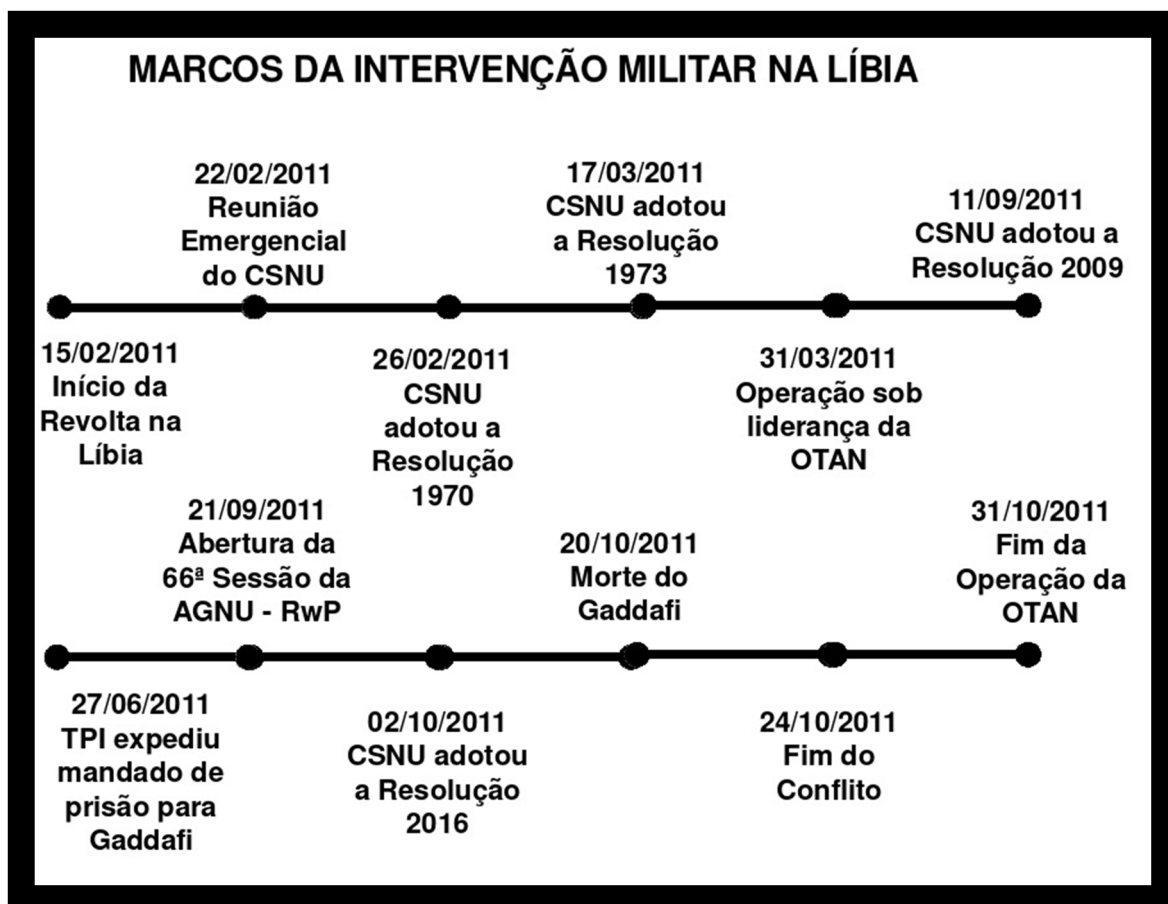 MARCOS DA INTERVENÇÃO MILITAR NA LÍBIA
15/02/2011
Início da
Revolta na
Líbia
22/02/2011
Reunião
Emergencial
do CSNU
26/02/2011
CSNU
adotou a
Resolução
1970
17/03/2011
CSNU adotou
a Resolução
1973
31/03/2011
Operação sob
liderança da
OTAN
11/09/2011
CSNU adotou a
Resolução 2009
27/06/2011
TPI expediu
mandado de
prisão para
Gaddafi
21/09/2011
Abertura da
66ª Sessão da
AGNU - RwP
02/10/2011
CSNU adotou
a Resolução
2016
20/10/2011
Morte do
Gaddafi
24/10/2011
Fim do
Conflito
31/10/2011
Fim da
Operação da
OTAN